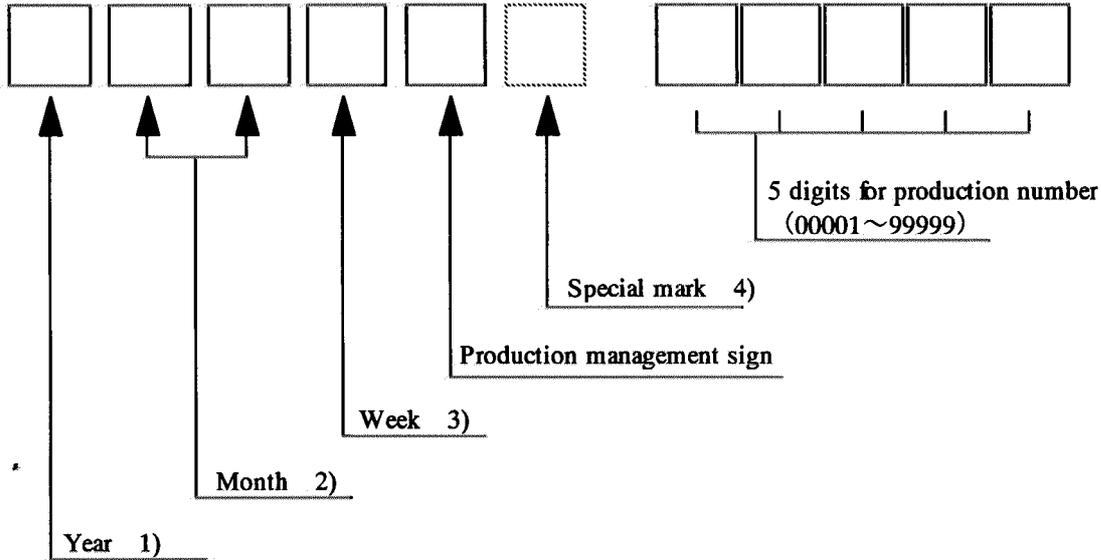 5 digits for production number
(00001～99999)
Special mark 4)
Production management sign
Week 3)
Month 2)
Year 1)